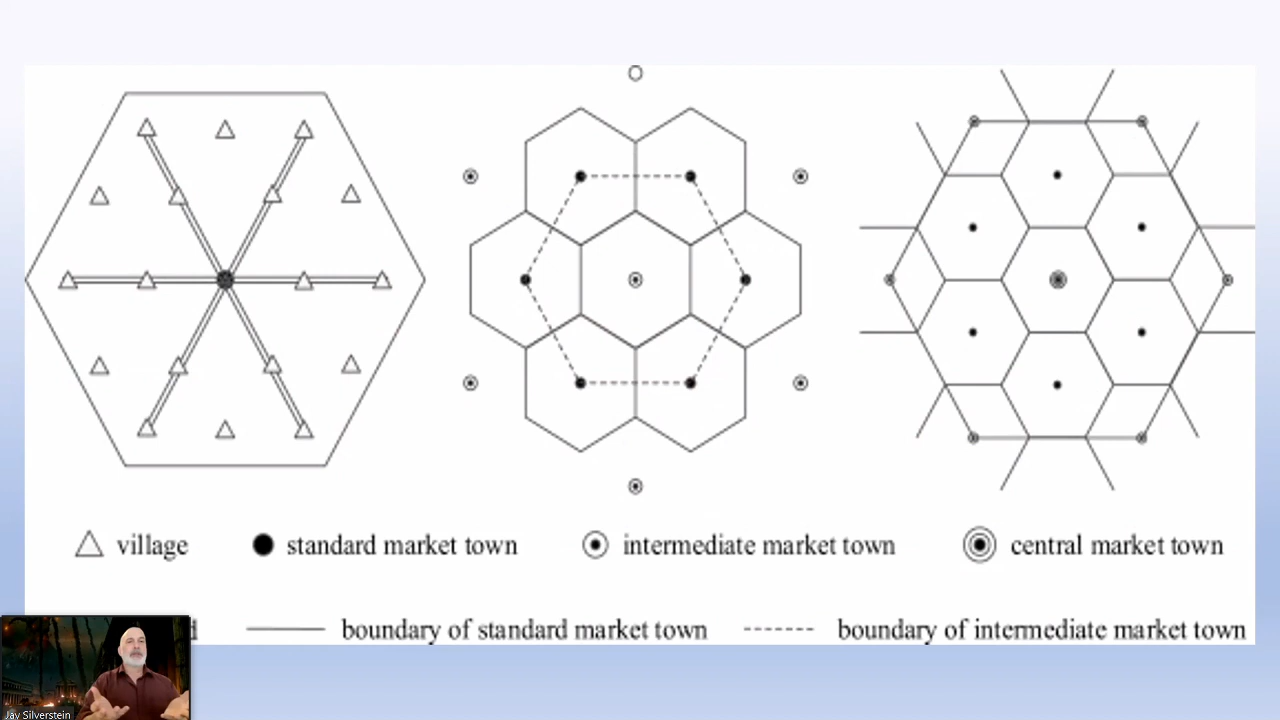 village
standard market town
intermediate market town
central market town
boundary of standard market town
boundary of intermediate market town
Jay Silverstein